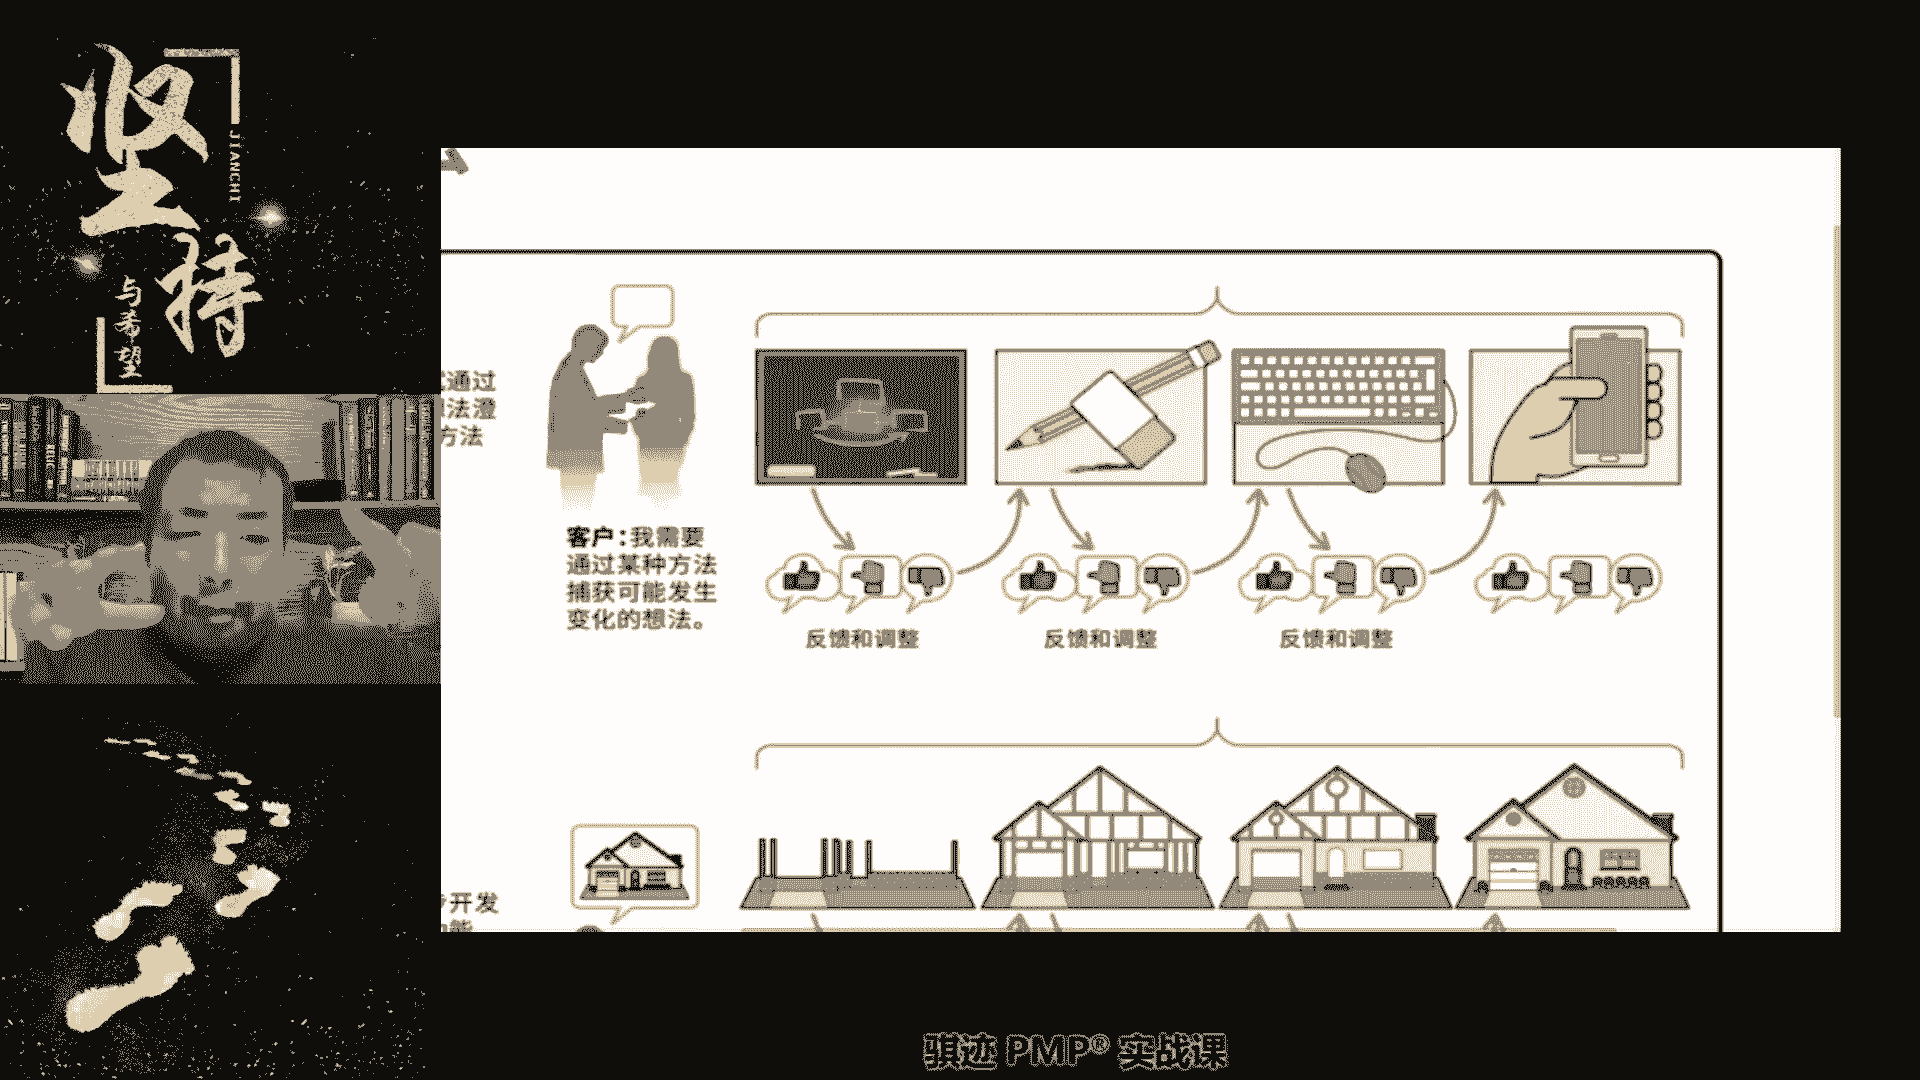 坚
持
JIANCHI
与
希
望
通过
法澄
方法
客户：我需要
通过某种方法
捕获可能发生
变化的想法。
反馈和调整
反馈和调整
反馈和调整
开发
骐迹 PMP® 实战课